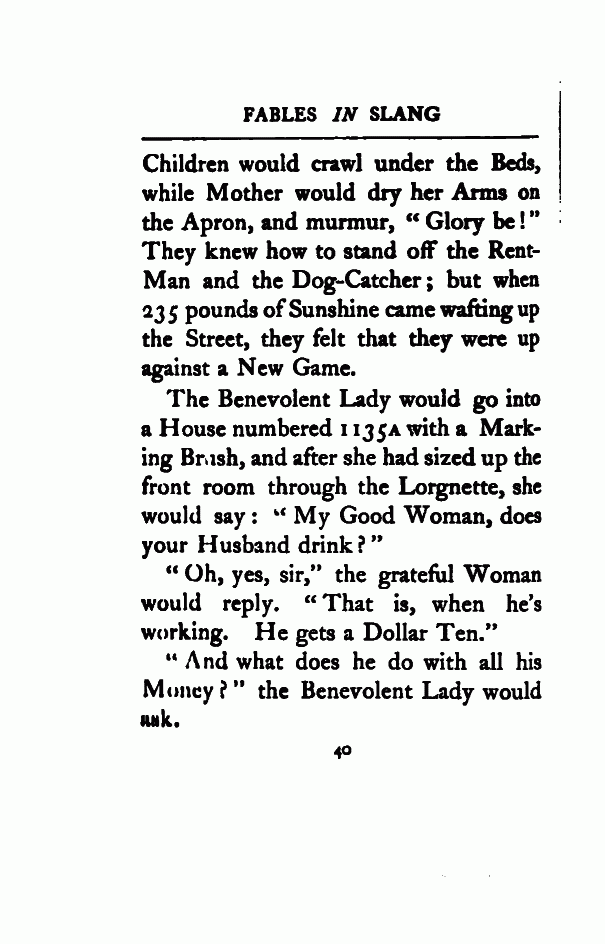 FABLES IN SLANG
Children would crawl under the Beds,
while Mother would dry her Arms on
the Apron, and murmur, “ Glory be!”
They knew how to stand off the Rent-
Man and the Dog-Catcher; but when
235 pounds of Sunshine came wafting up
the Street, they felt that they were up
against a New Game.
The Benevolent Lady would go into
a House numbered 1135A with a Mark-
ing Brush, and after she had sized up the
front room through the Lorgnette, she
would say: “ My Good Woman, does
your Husband drink?”
“ Oh, yes, sir,” the grateful Woman
would reply. “ That is, when he's
working. He gets a Dollar Ten.”
“ And what does he do with all his
Money?” the Benevolent Lady would
ask.
40